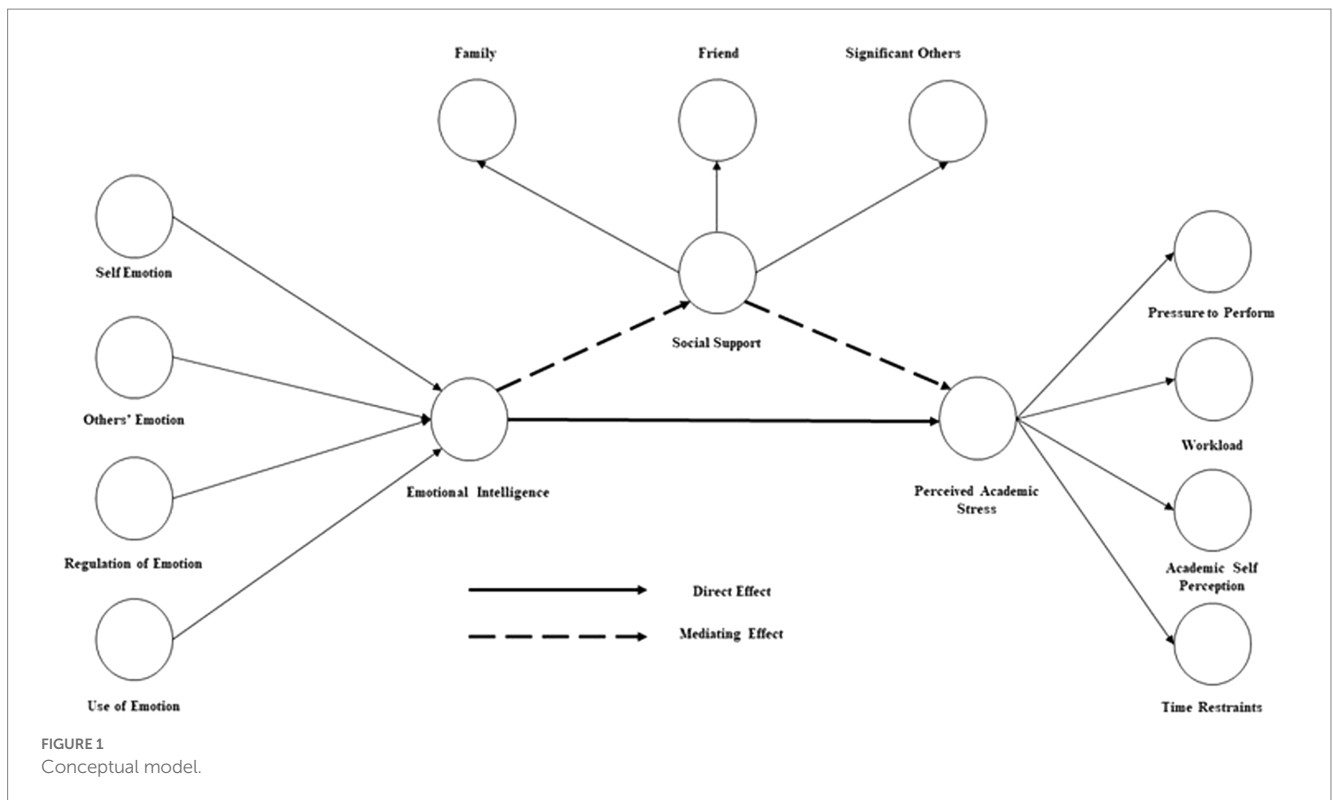 Family
Friend
Significant Others
Self Emotion
Others' Emotion
Regulation of Emotion
Use of Emotion
Social Support
Emotional Intelligence
Perceived Academic
Stress
Pressure to Perform
Workload
Academic Self
Perception
Time Restraints
Direct Effect
Mediating Effect
FIGURE 1
Conceptual model.